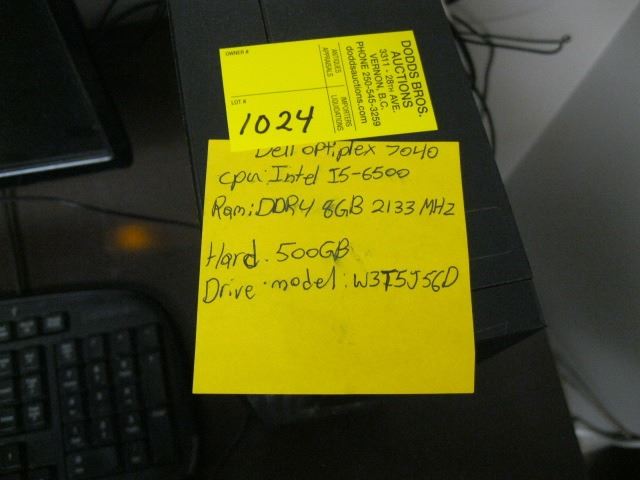 OWNER #
LOT #
1024
ANTIQUES
APPRAISALS
IMPORTERS
LIQUIDATIONS
DODDS BROS.
AUCTIONS
3311 - 28TH AVE.
VERNON, B.C.
PHONE 250-545-3259
doddsauctions.com
Dell optiplex 7040
cpu: Intel I5-6500
Ram: DDR4 8GB 2133 MHz
Hard. 500GB
Drive. model: W3T5J56D